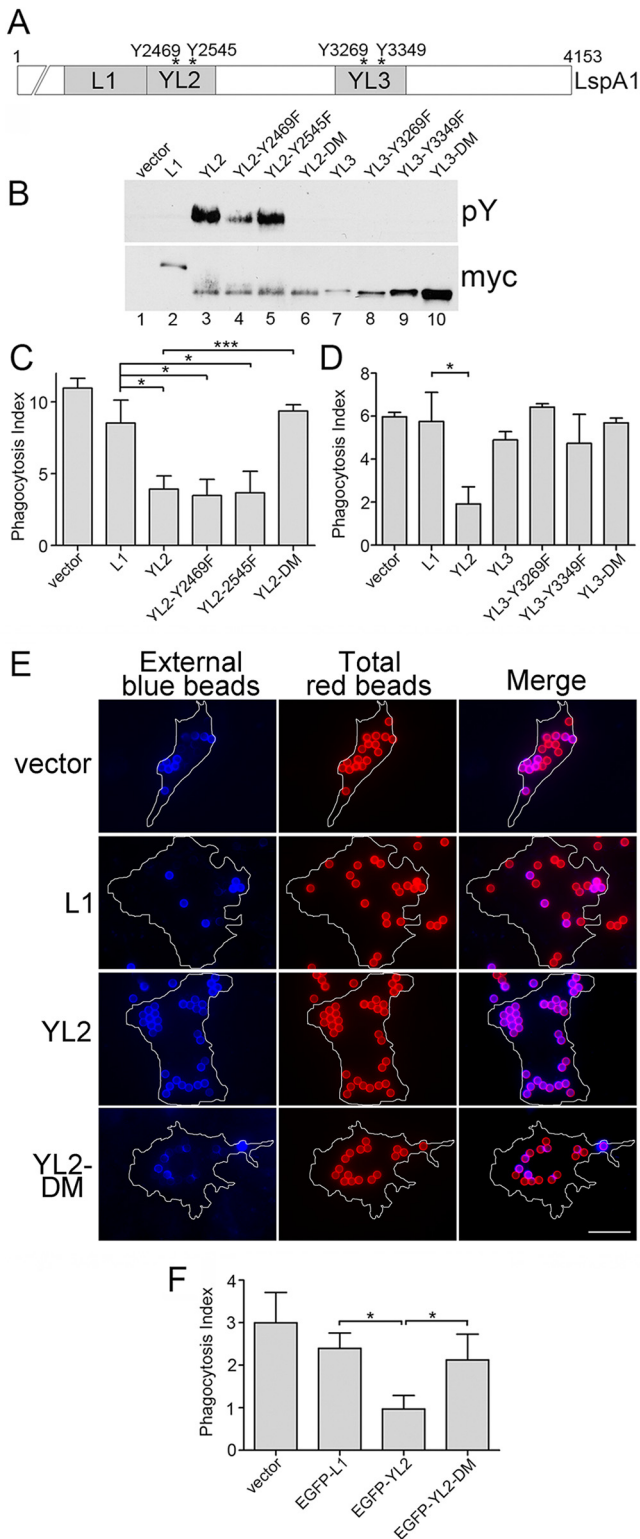 A
Y2469 Y2545 Y3269 Y3349
* * * *
1 4153
L1 YL2 YL3 LspA1
vector
L1
YL2
YL2-Y2469F
YL2-Y2545F
YL2-DM
YL3
YL3-Y3269F
YL3-Y3349F
YL3-DM
B
pY
myc
1 2 3 4 5 6 7 8 9 10
C
***
*
*
*
Phagocytosis Index
10
5
0
vector
L1
YL2
YL2-Y2469F
YL2-2545F
YL2-DM
D
*
Phagocytosis Index
8
6
4
2
0
vector
L1
YL2
YL3
YL3-Y3269F
YL3-Y3349F
YL3-DM
E
External
blue beads
Total
red beads
Merge
vector
L1
YL2
YL2-
DM
F
* *
Phagocytosis Index
4
3
2
1
0
vector
EGFP-L1
EGFP-YL2
EGFP-YL2-DM